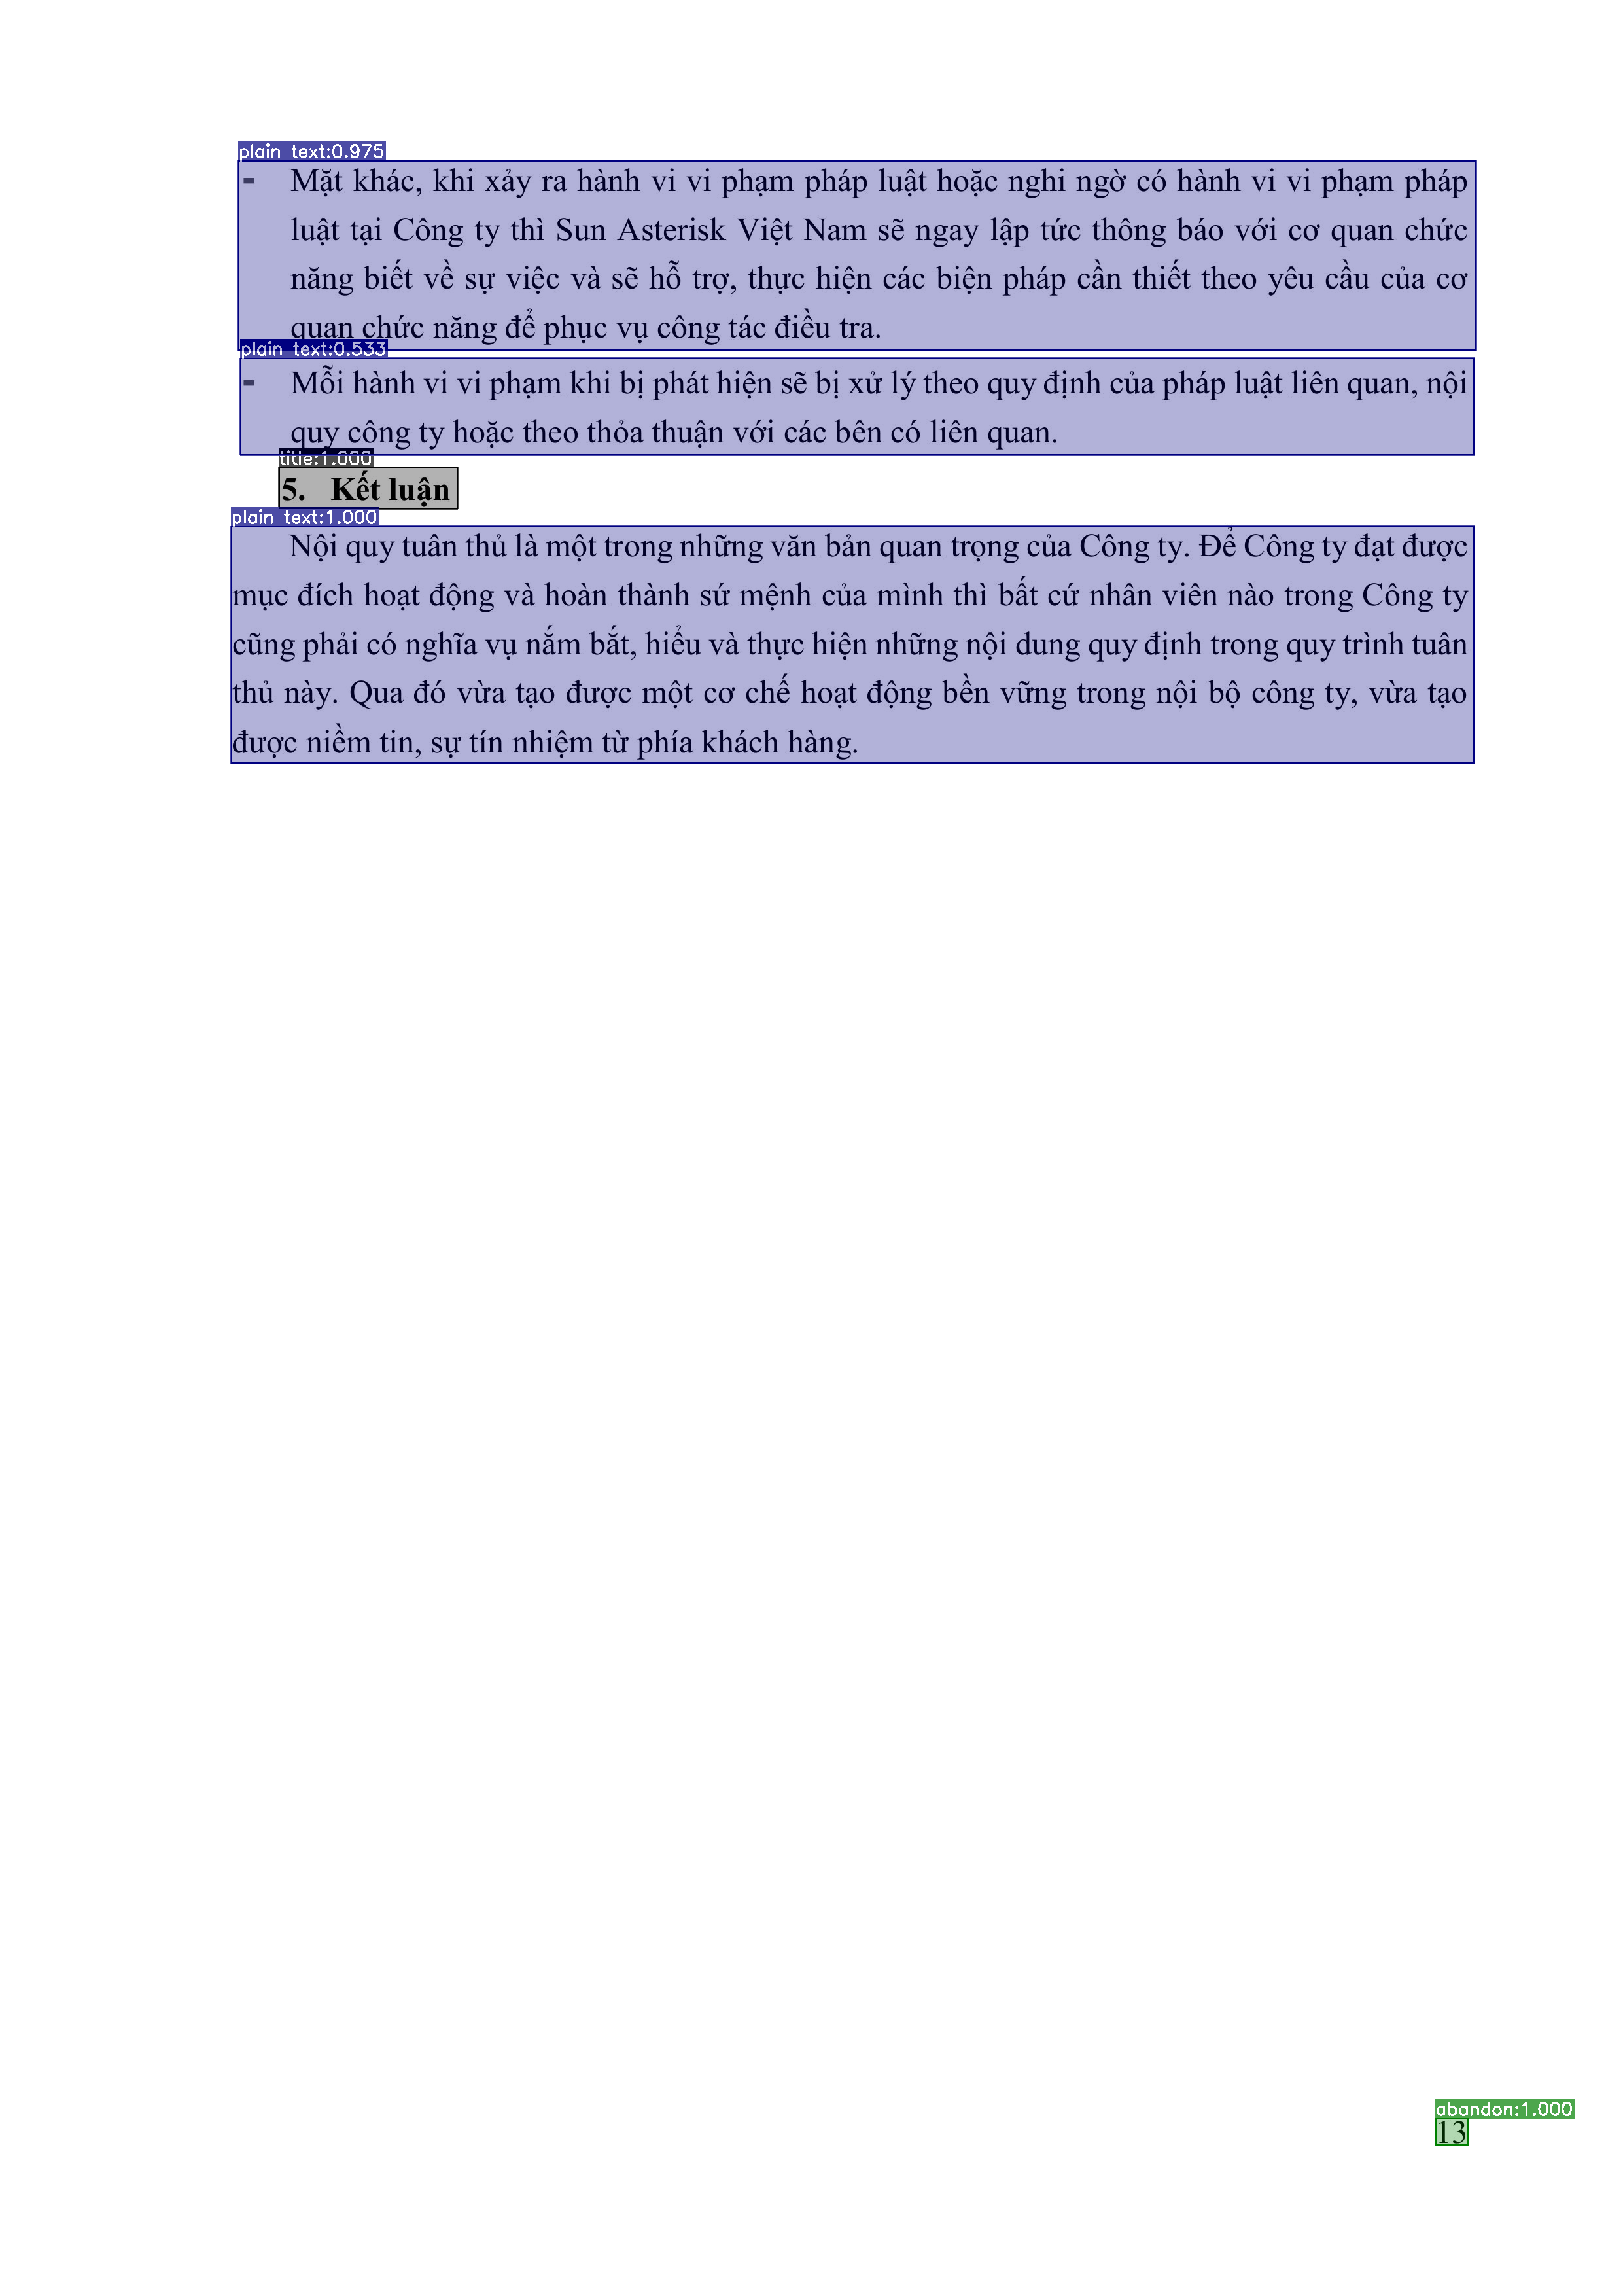 plain text:0.975
- Mặt khác, khi xảy ra hành vi vi phạm pháp luật hoặc nghi ngờ có hành vi vi phạm pháp
luật tại Công ty thì Sun Asterisk Việt Nam sẽ ngay lập tức thông báo với cơ quan chức
năng biết về sự việc và sẽ hỗ trợ, thực hiện các biện pháp cần thiết theo yêu cầu của cơ
quan chức năng để phục vụ công tác điều tra.
plain text:0.533
- Mỗi hành vi vi phạm khi bị phát hiện sẽ bị xử lý theo quy định của pháp luật liên quan, nội
quy công ty hoặc theo thỏa thuận với các bên có liên quan.
title:1.000
5. Kết luận
plain text:1.000
Nội quy tuân thủ là một trong những văn bản quan trọng của Công ty. Để Công ty đạt được
mục đích hoạt động và hoàn thành sứ mệnh của mình thì bất cứ nhân viên nào trong Công ty
cũng phải có nghĩa vụ nắm bắt, hiểu và thực hiện những nội dung quy định trong quy trình tuân
thủ này. Qua đó vừa tạo được một cơ chế hoạt động bền vững trong nội bộ công ty, vừa tạo
được niềm tin, sự tín nhiệm từ phía khách hàng.
abandon:1.000
13